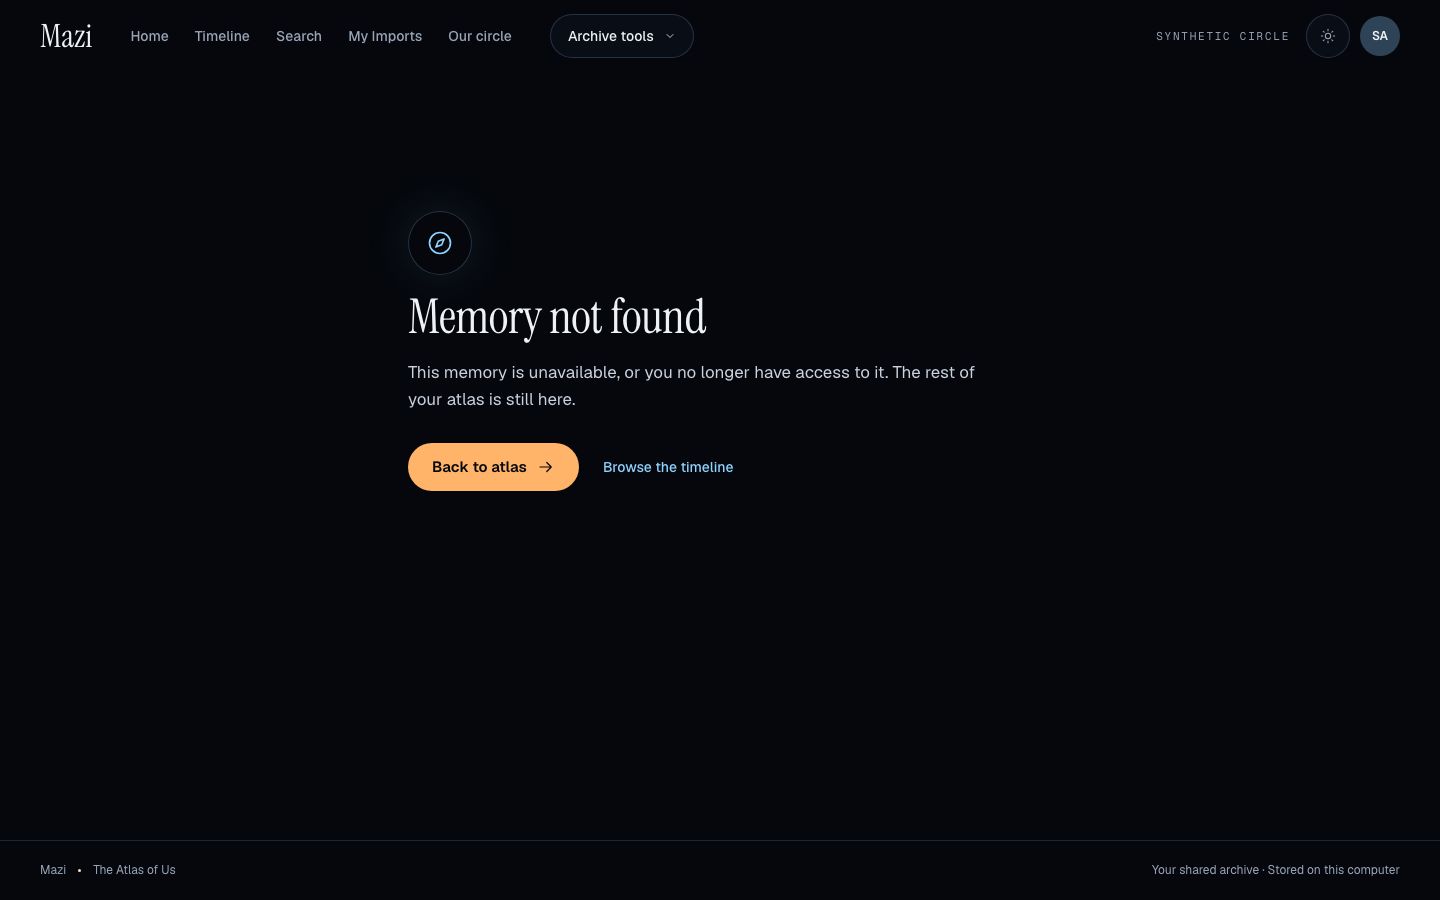 Mazi
Home
Timeline
Search
My Imports
Our circle
Archive tools
SYNTHETIC CIRCLE
SA
Memory not found
This memory is unavailable, or you no longer have access to it. The rest of
your atlas is still here.
Back to atlas
Browse the timeline
Mazi • The Atlas of Us
Your shared archive · Stored on this computer